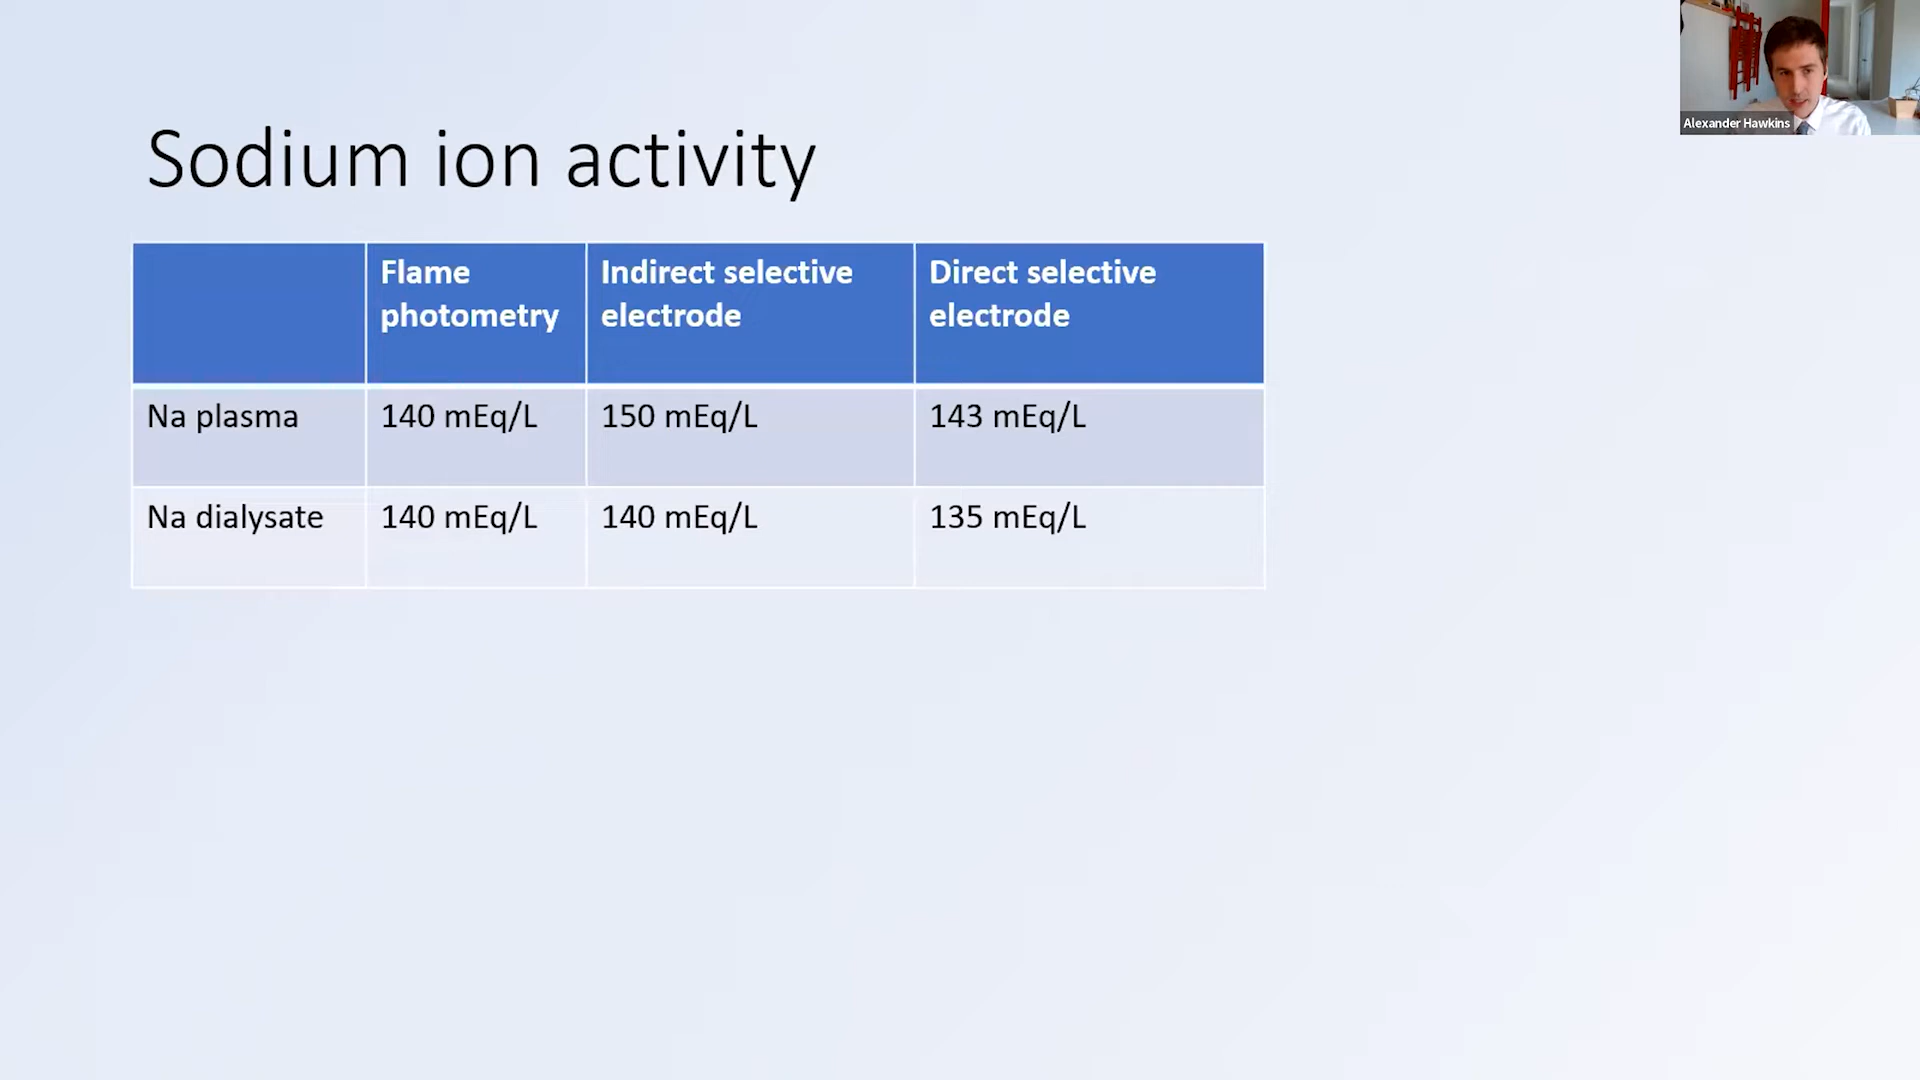 Alexander Hawkins
Sodium ion activity
Flame photometry
Indirect selective electrode
Direct selective electrode
Na plasma 140 mEq/L 150 mEq/L 143 mEq/L
Na dialysate 140 mEq/L 140 mEq/L 135 mEq/L